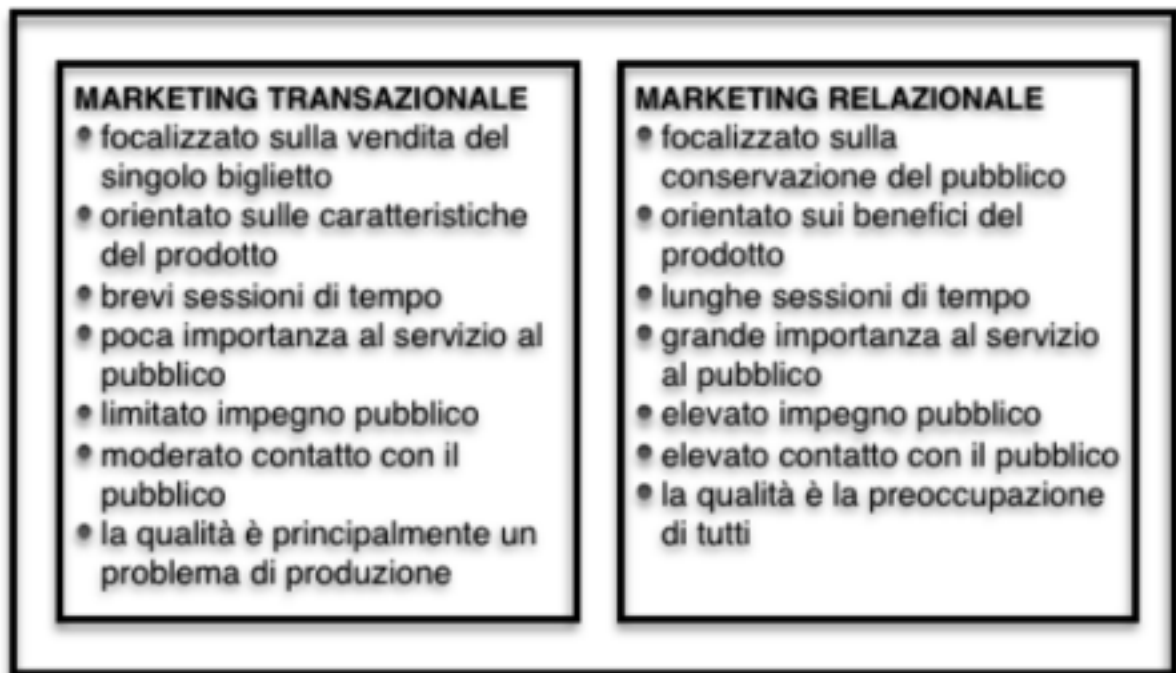 MARKETING TRANSAZIONALE
• focalizzato sulla vendita del
singolo biglietto
• orientato sulle caratteristiche
del prodotto
• brevi sessioni di tempo
• poca importanza al servizio al
pubblico
• limitato impegno pubblico
• moderato contatto con il
pubblico
• la qualità è principalmente un
problema di produzione
MARKETING RELAZIONALE
• focalizzato sulla
conservazione del pubblico
• orientato sui benefici del
prodotto
• lunghe sessioni di tempo
• grande importanza al servizio
al pubblico
• elevato impegno pubblico
• elevato contatto con il pubblico
• la qualità è la preoccupazione
di tutti